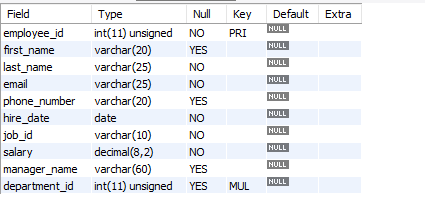 Field Type Null Key Default Extra
employee_id int(11) unsigned NO PRI NULL
first_name varchar(20) YES NULL
last_name varchar(25) NO NULL
email varchar(25) NO NULL
phone_number varchar(20) YES NULL
hire_date date NO NULL
job_id varchar(10) NO NULL
salary decimal(8,2) NO NULL
manager_name varchar(60) YES NULL
department_id int(11) unsigned YES MUL NULL